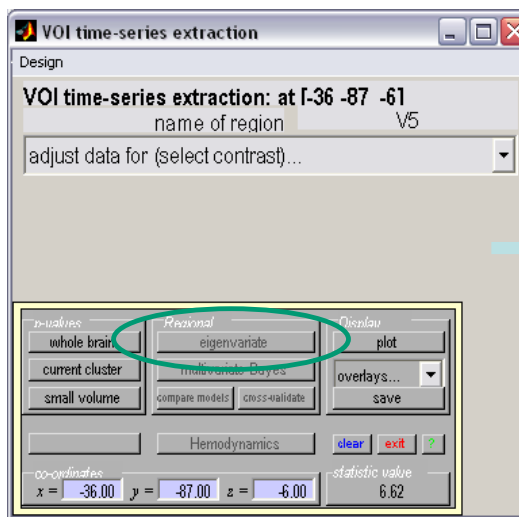 VOI time-series extraction
Design
VOI time-series extraction: at [-36 -87 -6]
name of region V5
adjust data for (select contrast)...
p-values Regional Display
whole brain eigenvariate plot
current cluster multivariate Bayes overlays...
small volume compare models cross-validate save
Hemodynamics clear exit ?
co-ordinates statistic value
x = -36.00 y = -87.00 z = -6.00 6.62